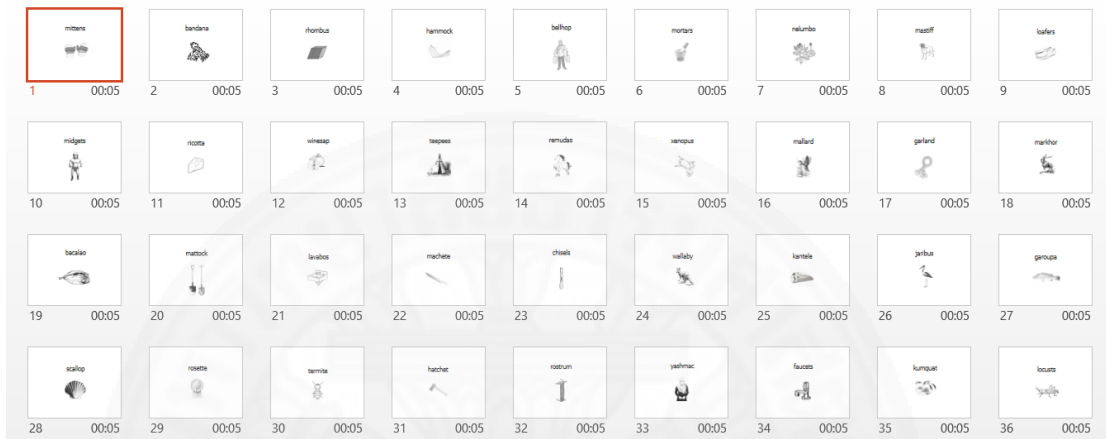 mittens bandana rhombus hammock bellhop mortars nelumbo mastiff loafers
1 00:05 2 00:05 3 00:05 4 00:05 5 00:05 6 00:05 7 00:05 8 00:05 9 00:05
midgets ricotta winesap teepees remudas xenopus mallard garland markhor
10 00:05 11 00:05 12 00:05 13 00:05 14 00:05 15 00:05 16 00:05 17 00:05 18 00:05
bacalao mattock lavabos machete chisels wallaby kantele jaribus garoupa
19 00:05 20 00:05 21 00:05 22 00:05 23 00:05 24 00:05 25 00:05 26 00:05 27 00:05
scallop rosette termite hatchet rostrum yashmac faucets kumquat locusts
28 00:05 29 00:05 30 00:05 31 00:05 32 00:05 33 00:05 34 00:05 35 00:05 36 00:05